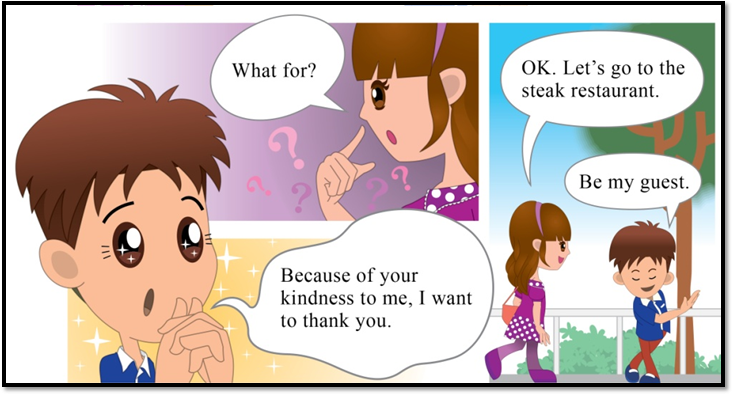 What for?
Because of your
kindness to me, I want
to thank you.
OK. Let's go to the
steak restaurant.
Be my guest.